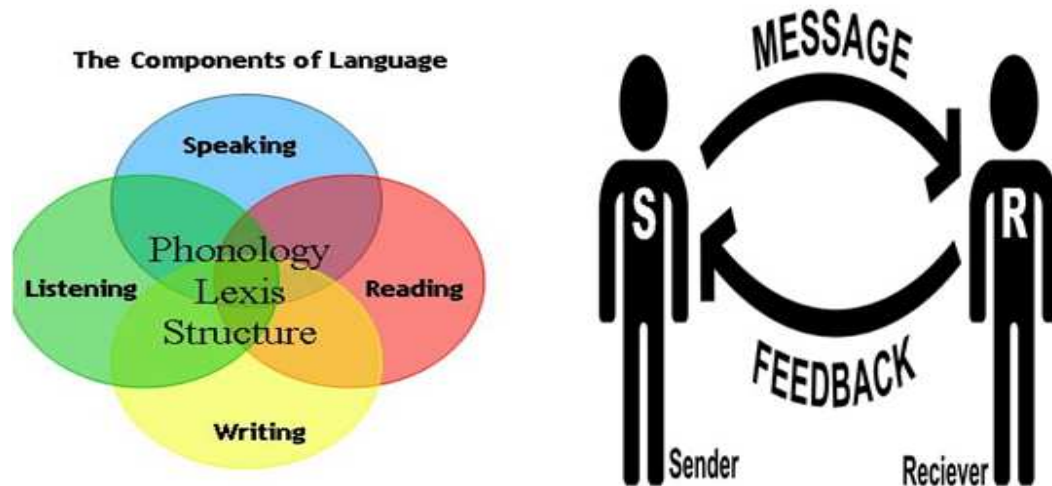 The Components of Language
Speaking
Phonology
Listening
Lexis
Reading
Structure
Writing
MESSAGE
S
R
FEEDBACK
Sender
Reciever